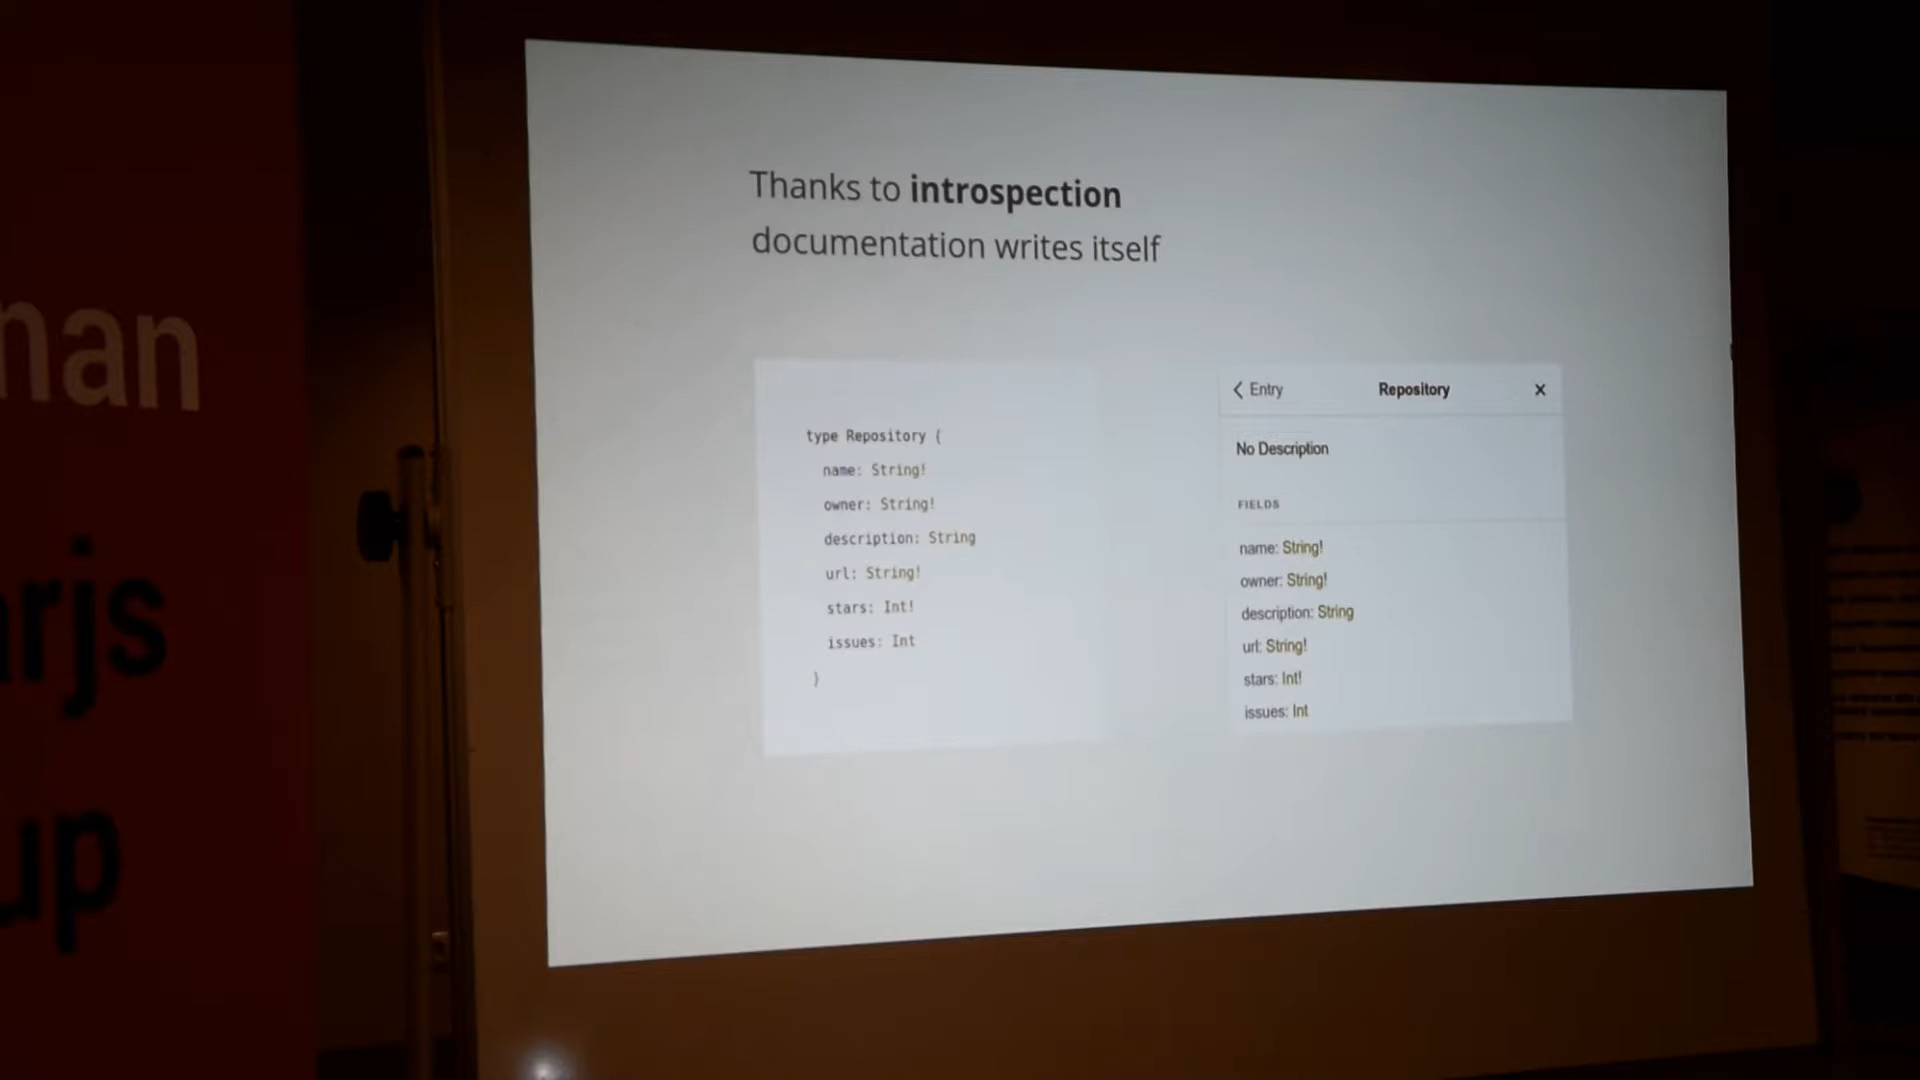 nan
arjs
up
Thanks to introspection
documentation writes itself
type Repository {
name: String!
owner: String!
description: String
url: String!
stars: Int!
issues: Int
}
< Entry Repository ×
No Description
FIELDS
name: String!
owner: String!
description: String
url: String!
stars: Int!
issues: Int